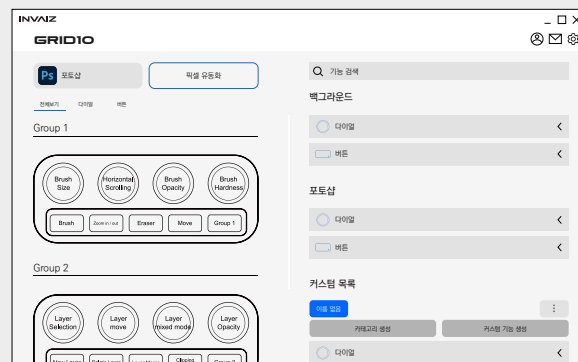 INVAIZ
GRID10
Ps 포토샵
픽셀 유동화
전체보기 다이얼 버튼
Group 1
Brush Size
Horizontal Scrolling
Brush Opacity
Brush Hardness
Brush
Zoom in / out
Eraser
Move
Group 1
Group 2
Layer Selection
Layer move
Layer mixed mode
Layer Opacity
Clipping
기능 검색
백그라운드
다이얼
버튼
포토샵
다이얼
버튼
커스텀 목록
이름 없음
카테고리 생성
커스텀 기능 생성
다이얼